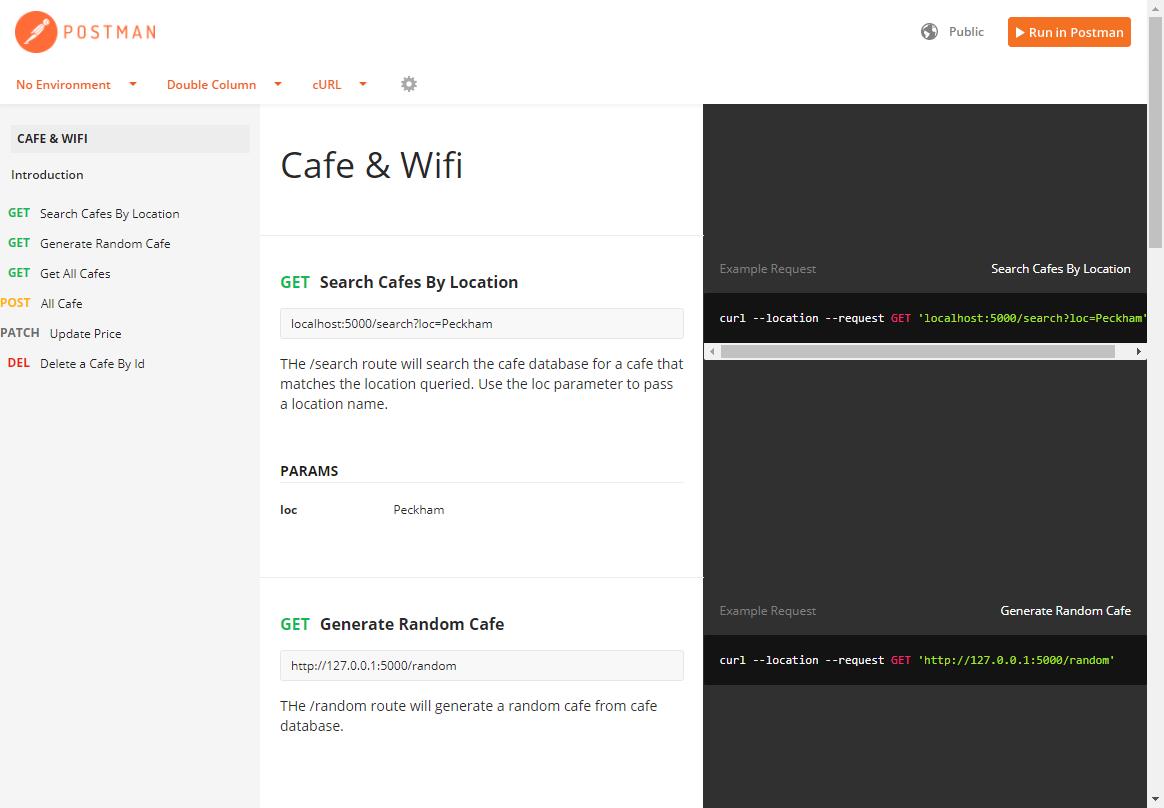 POSTMAN
Public
Run in Postman
No Environment
Double Column
cURL
CAFE & WIFI
Introduction
GET Search Cafes By Location
GET Generate Random Cafe
GET Get All Cafes
POST All Cafe
PATCH Update Price
DEL Delete a Cafe By Id
Cafe & Wifi
GET Search Cafes By Location
localhost:5000/search?loc=Peckham
THe /search route will search the cafe database for a cafe that
matches the location queried. Use the loc parameter to pass
a location name.
PARAMS
loc Peckham
Example Request Search Cafes By Location
curl --location --request GET 'localhost:5000/search?loc=Peckham'
GET Generate Random Cafe
http://127.0.0.1:5000/random
THe /random route will generate a random cafe from cafe
database.
Example Request Generate Random Cafe
curl --location --request GET 'http://127.0.0.1:5000/random'